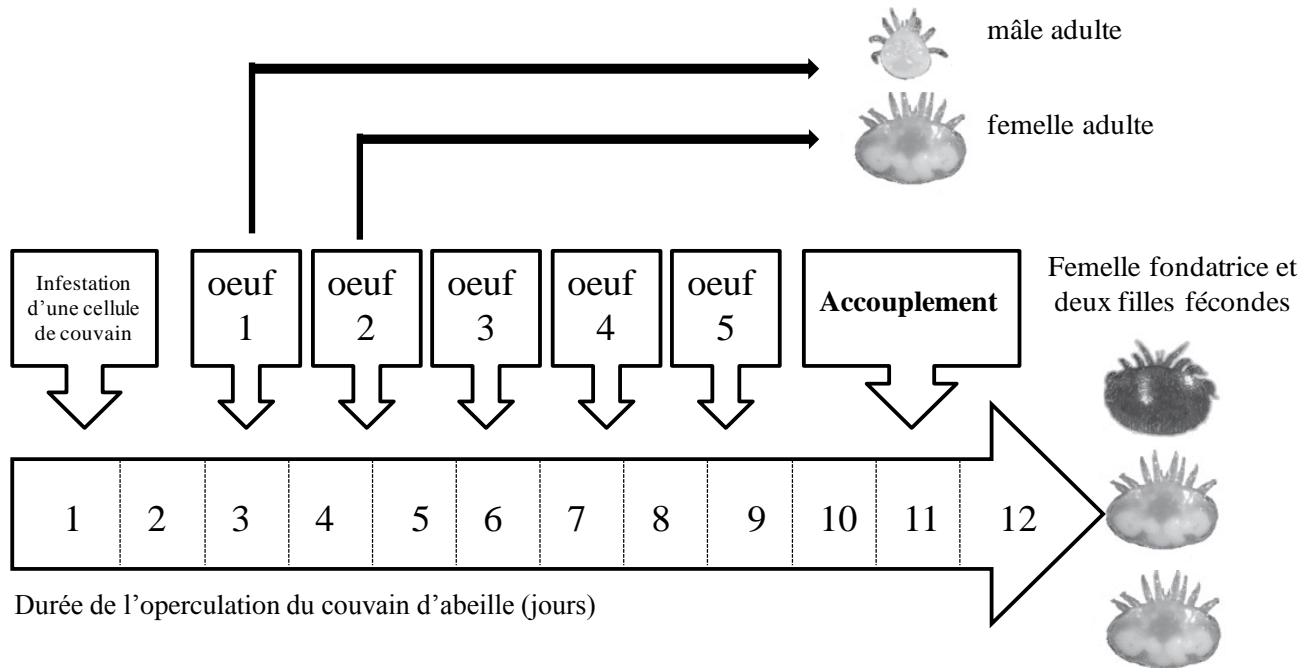 mâle adulte
femelle adulte
Infestation
d'une cellule
de couvain
oeuf
1
oeuf
2
oeuf
3
oeuf
4
oeuf
5
Accouplement
Femelle fondatrice et
deux filles fécondes
1 2 3 4 5 6 7 8 9 10 11 12
Durée de l'operculation du couvain d'abeille (jours)